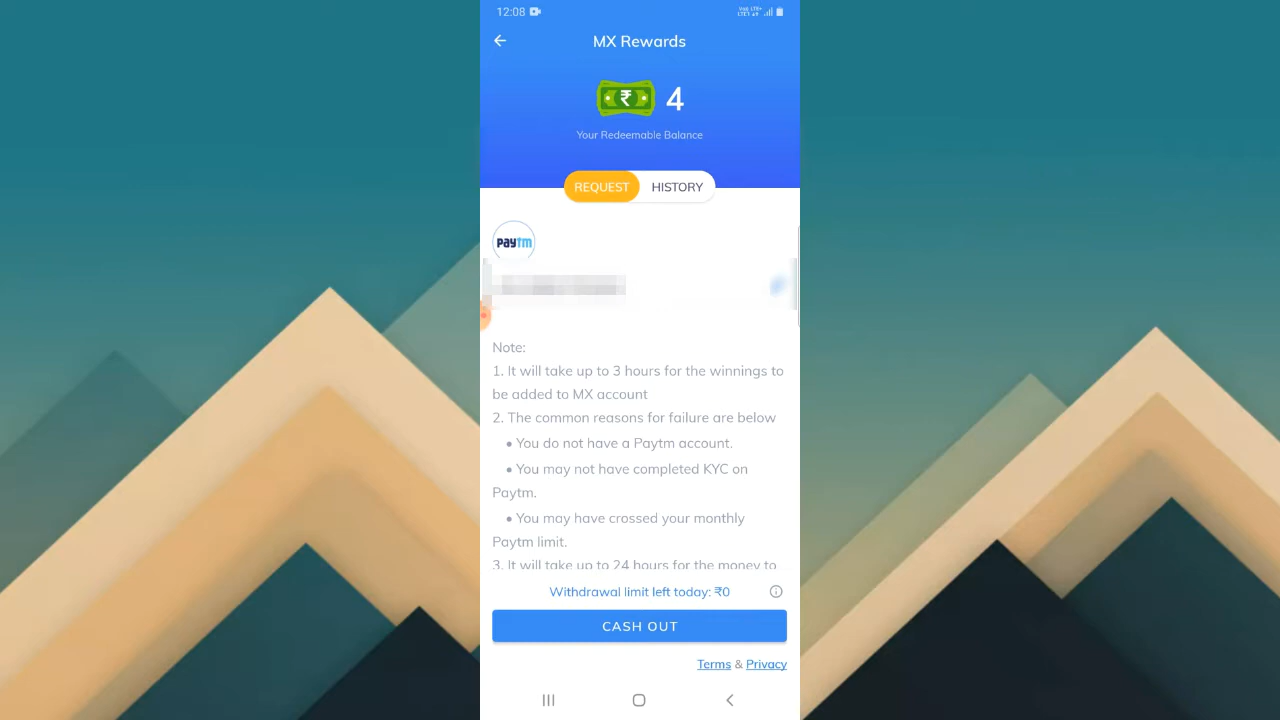 12:08
MX Rewards
₹ 4
Your Redeemable Balance
REQUEST HISTORY
paytm
Note:
1. It will take up to 3 hours for the winnings to
be added to MX account
2. The common reasons for failure are below
• You do not have a Paytm account.
• You may not have completed KYC on
Paytm.
• You may have crossed your monthly
Paytm limit.
3. It will take up to 24 hours for the money to
Withdrawal limit left today: ₹0
CASH OUT
Terms & Privacy